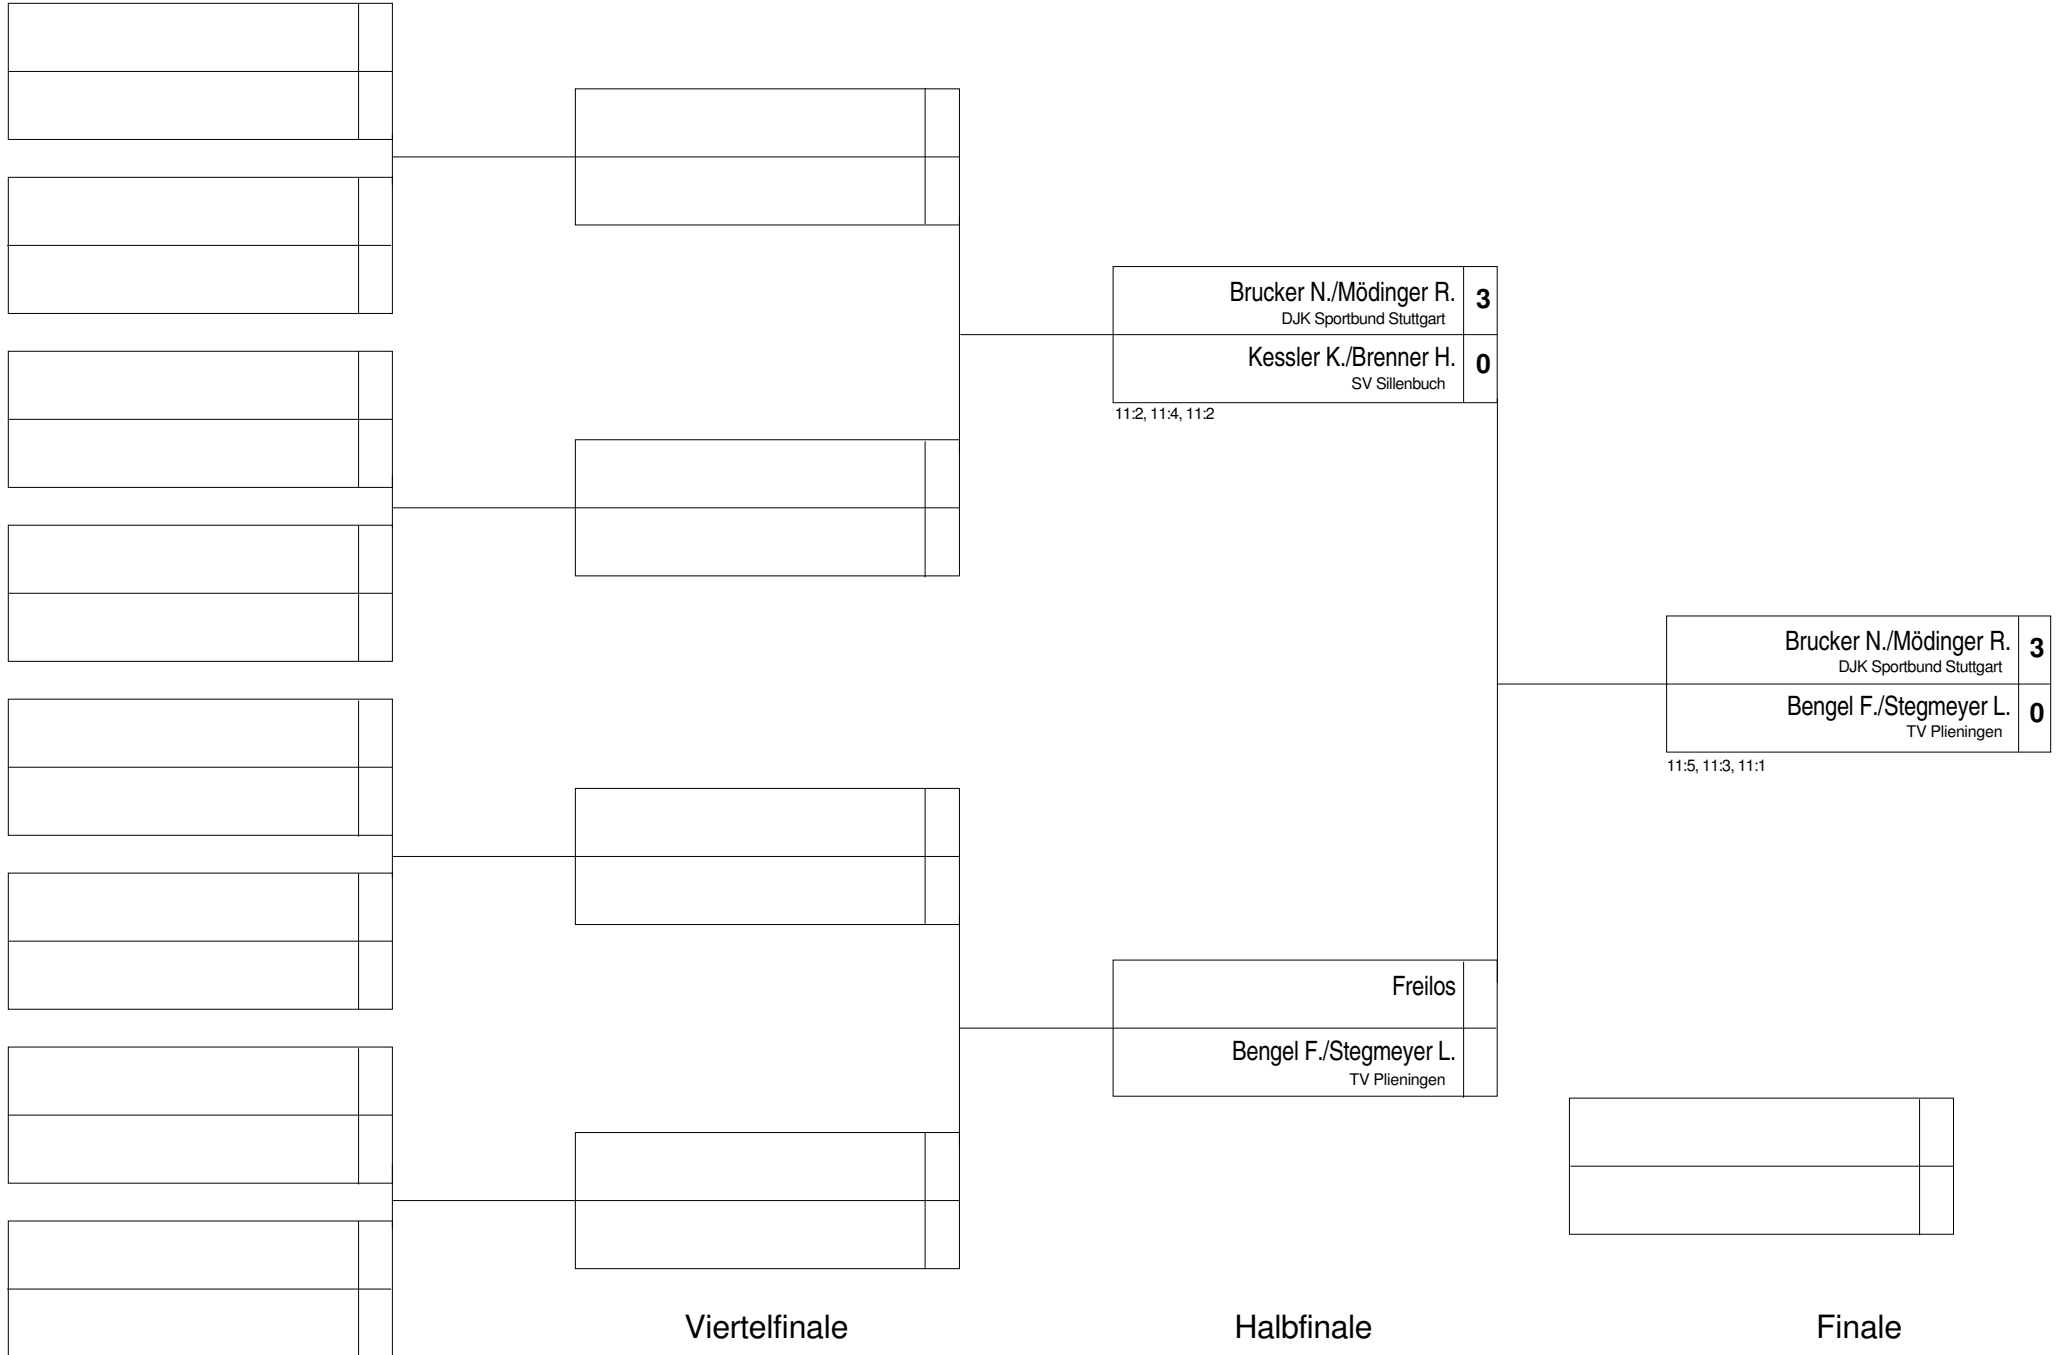 Brucker N./Mödinger R. 3
DJK Sportbund Stuttgart
Kessler K./Brenner H. 0
SV Sillenbuch
11:2, 11:4, 11:2
Brucker N./Mödinger R. 3
DJK Sportbund Stuttgart
Bengel F./Stegmeyer L. 0
TV Plieningen
11:5, 11:3, 11:1
Freilos
Bengel F./Stegmeyer L.
TV Plieningen
Viertelfinale
Halbfinale
Finale